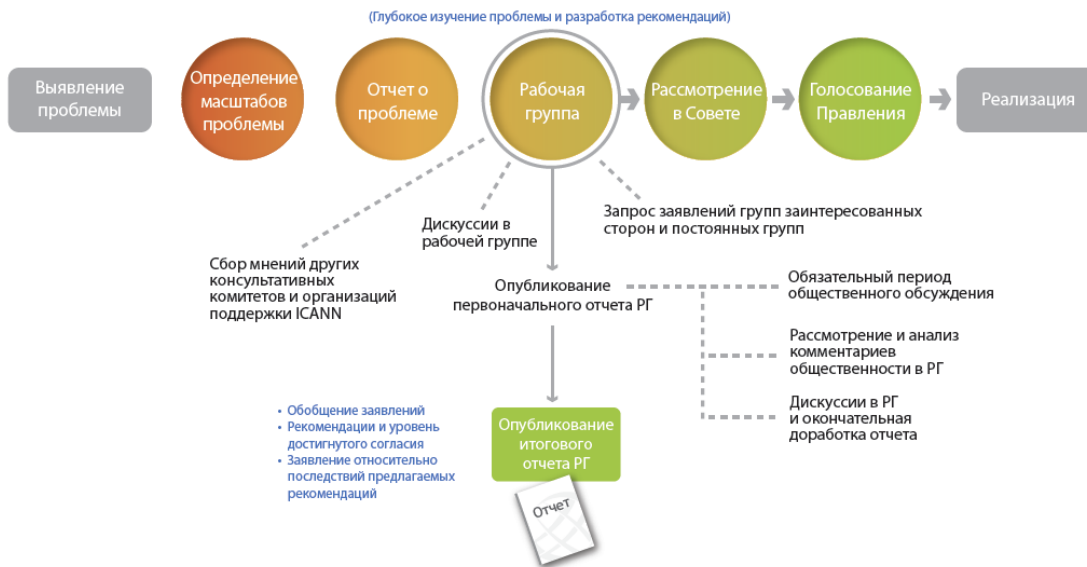 (Глубокое изучение проблемы и разработка рекомендаций)
Выявление
проблемы
Определение
масштабов
проблемы
Отчет о
проблеме
Рабочая
группа
Рассмотрение
в Совете
Голосование
Правления
Реализация
Сбор мнений других
консультативных
комитетов и организаций
поддержки ICANN
Дискуссии в
рабочей группе
Запрос заявлений групп заинтересованных
сторон и постоянных групп
Опубликование
первоначального отчета РГ
Обязательный период
общественного обсуждения
Рассмотрение и анализ
комментариев
общественности в РГ
Дискуссии в РГ
и окончательная
доработка отчета
• Обобщение заявлений
• Рекомендации и уровень
достигнутого согласия
• Заявление относительно
последствий предлагаемых
рекомендаций
Опубликование
итогового
отчета РГ
Отчет